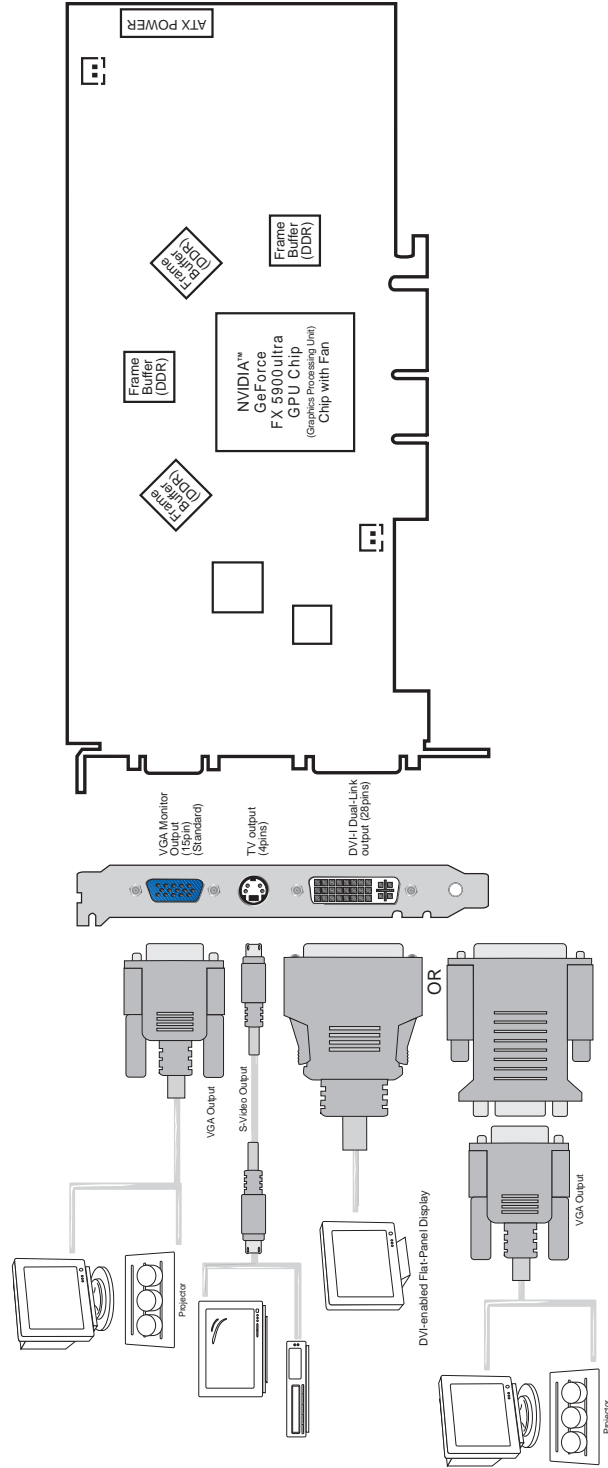 ATX POWER
Frame
Buffer
(DDR)
Frame
Buffer
(DDR)
Frame
Buffer
(DDR)
Frame
Buffer
(DDR)
NVIDIA™
GeForce
FX 5900ultra
GPU Chip
(Graphics Processing Unit)
Chip with Fan
VGA Monitor
Output
(15pin)
(Standard)
TV output
(4pins)
DVI-I Dual-Link
output (28pins)
VGA Output
S-Video Output
OR
VGA Output
Projector
DVI-enabled Flat-Panel Display
Projector